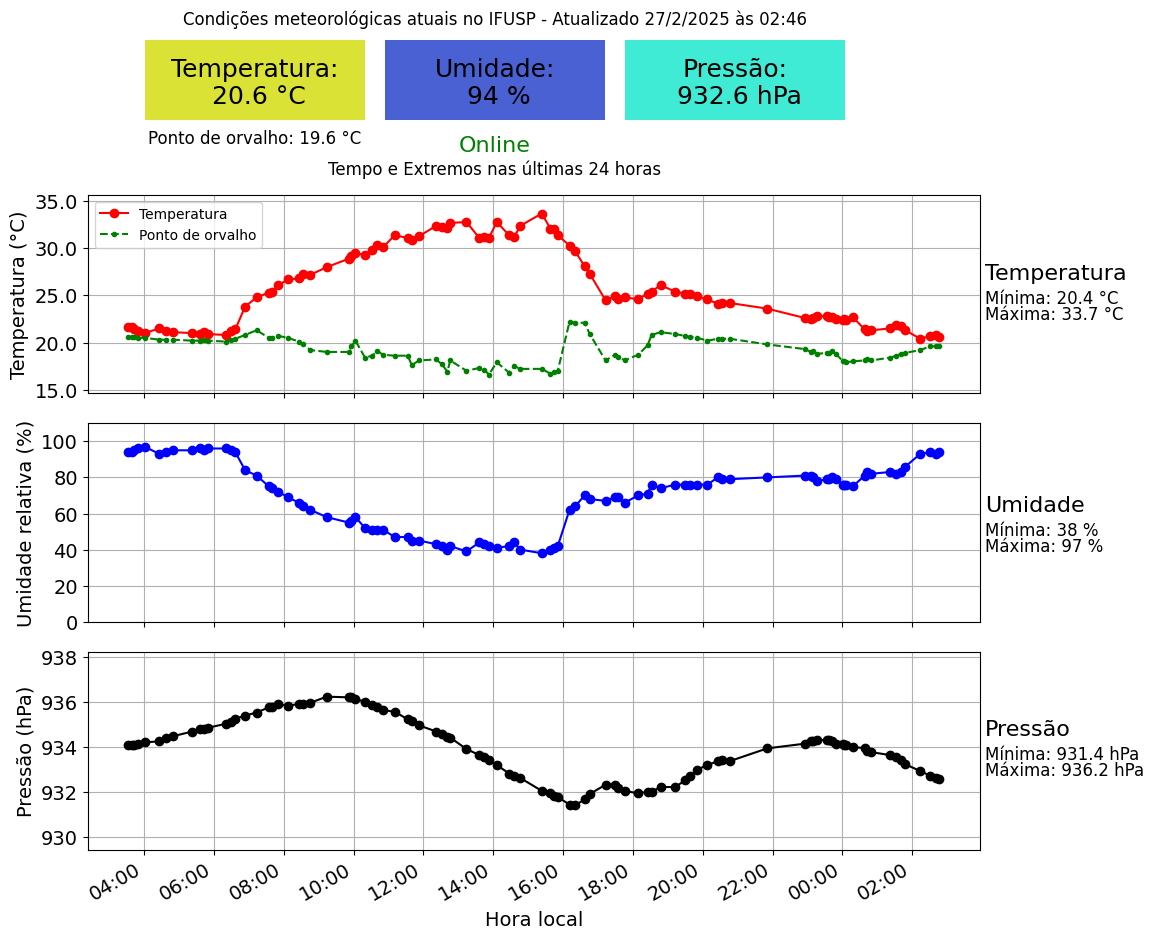 Condições meteorológicas atuais no IFUSP - Atualizado 27/2/2025 às 02:46
Temperatura:
20.6 °C
Umidade:
94 %
Pressão:
932.6 hPa
Ponto de orvalho: 19.6 °C
Online
Tempo e Extremos nas últimas 24 horas
Temperatura (°C)
35.0
30.0
25.0
20.0
15.0
Temperatura
Ponto de orvalho
Temperatura
Mínima: 20.4 °C
Máxima: 33.7 °C
Umidade relativa (%)
100
80
60
40
20
0
Umidade
Mínima: 38 %
Máxima: 97 %
Pressão (hPa)
938
936
934
932
930
Pressão
Mínima: 931.4 hPa
Máxima: 936.2 hPa
04:00 06:00 08:00 10:00 12:00 14:00 16:00 18:00 20:00 22:00 00:00 02:00
Hora local